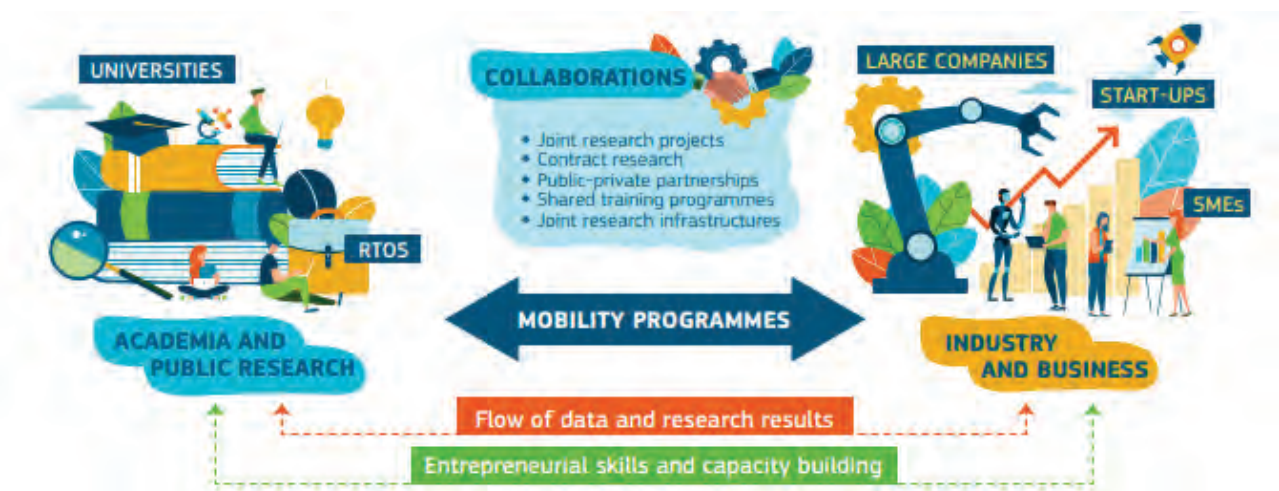 UNIVERSITIES
RTOS
ACADEMIA AND
PUBLIC RESEARCH
COLLABORATIONS
• Joint research projects
• Contract research
• Public-private partnerships
• Shared training programmes
• Joint research infrastructures
MOBILITY PROGRAMMES
LARGE COMPANIES
START-UPS
SMEs
INDUSTRY
AND BUSINESS
Flow of data and research results
Entrepreneurial skills and capacity building